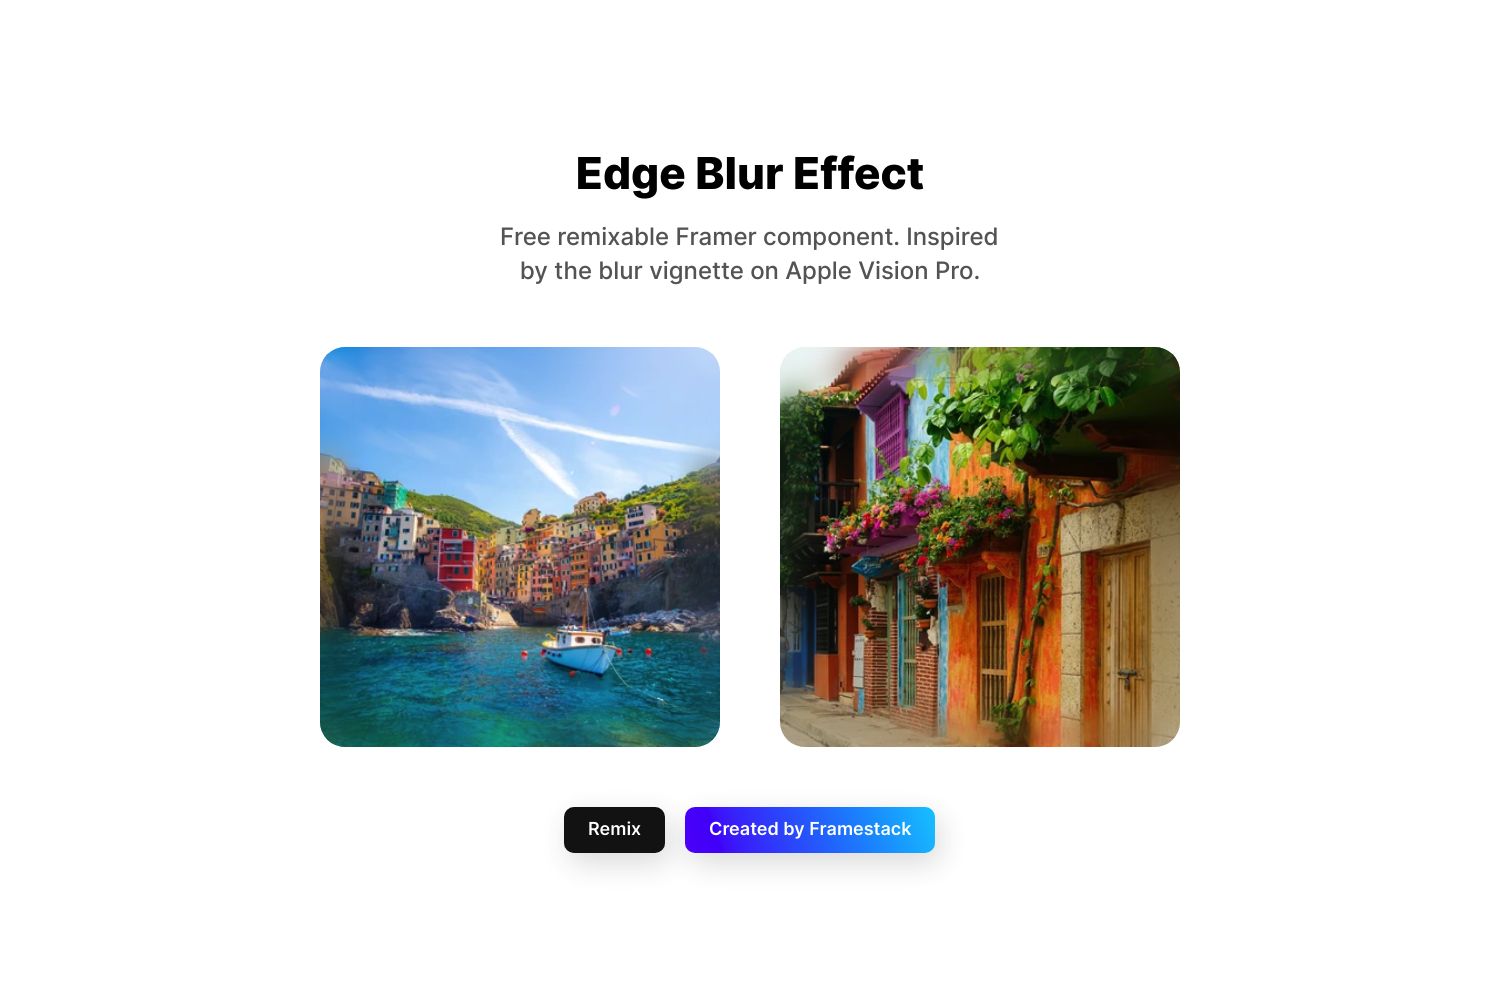 Edge Blur Effect
Free remixable Framer component. Inspired
by the blur vignette on Apple Vision Pro.
Remix
Created by Framestack